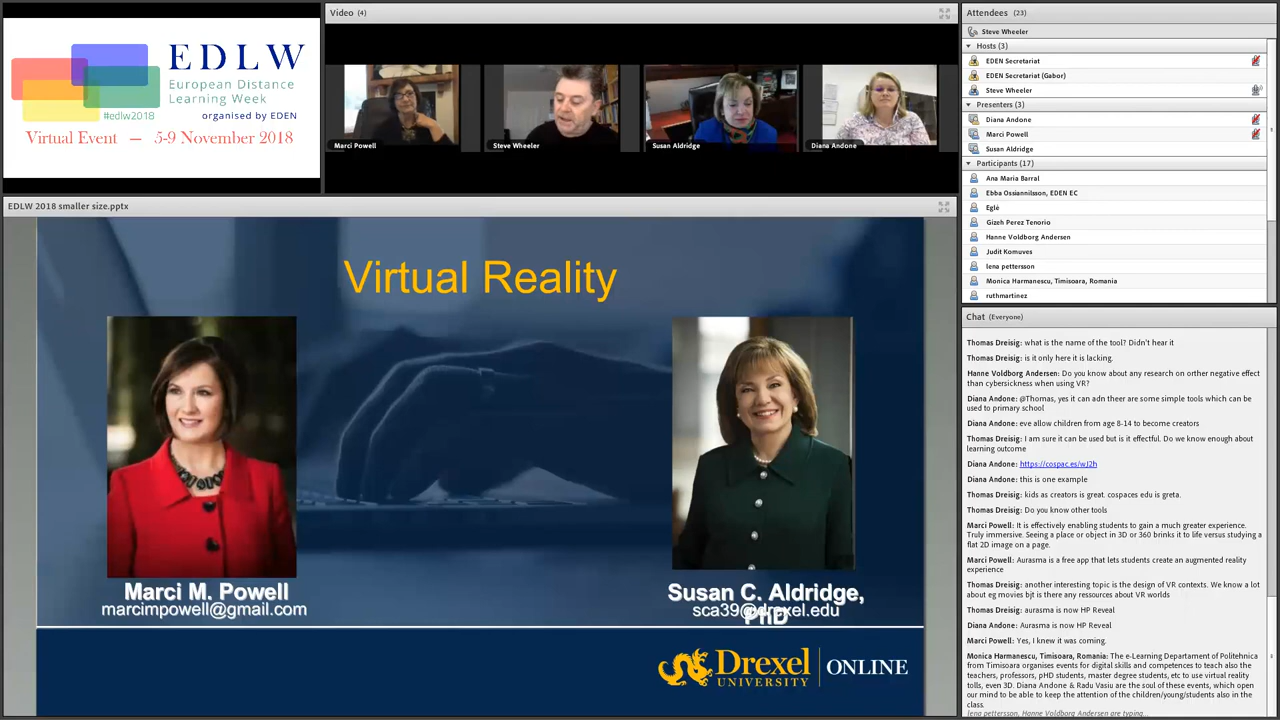 EDLW
European Distance
Learning Week
#edlw2018
organised by EDEN
Virtual Event — 5-9 November 2018
Video (4)
Marci Powell
Steve Wheeler
Susan Aldridge
Diana Andone
Attendees (23)
Steve Wheeler
Hosts (3)
EDEN Secretariat
EDEN Secretariat (Gabor)
Steve Wheeler
Presenters (3)
Diana Andone
Marci Powell
Susan Aldridge
Participants (17)
Ana Maria Barral
Ebba Ossiannilsson, EDEN EC
Eglė
Gizeh Perez Tenorio
Hanne Voldborg Andersen
Judit Komuves
lena pettersson
Monica Harmanescu, Timisoara, Romania
ruthmartinez
EDLW 2018 smaller size.pptx
Virtual Reality
Marci M. Powell
marcimpowell@gmail.com
Susan C. Aldridge,
PhD
sca39@drexel.edu
Drexel
UNIVERSITY
ONLINE
Chat (Everyone)
Thomas Dreisig: what is the name of the tool? Didn't hear it
Thomas Dreisig: is it only here it is lacking.
Hanne Voldborg Andersen: Do you know about any research on orther negative effect
than cybersickness when using VR?
Diana Andone: @Thomas, yes it can adn theer are some simple tools which can be
used to primary school
Diana Andone: eve allow children from age 8-14 to become creators
Thomas Dreisig: I am sure it can be used but is it effectful. Do we know enough about
learning outcome
Diana Andone: https://cospac.es/wJ2h
Diana Andone: this is one example
Thomas Dreisig: kids as creators is great. cospaces edu is greta.
Thomas Dreisig: Do you know other tools
Marci Powell: It is effectively enabling students to gain a much greater experience.
Truly immersive. Seeing a place or object in 3D or 360 brinks it to life versus studying a
flat 2D image on a page.
Marci Powell: Aurasma is a free app that lets students create an augmented reality
experience
Thomas Dreisig: another interesting topic is the design of VR contexts. We know a lot
about eg movies bjt is there any ressources about VR worlds
Thomas Dreisig: aurasma is now HP Reveal
Diana Andone: Aurasma is now HP Reveal
Marci Powell: Yes, I knew it was coming.
Monica Harmanescu, Timisoara, Romania: The e-Learning Departament of Politehnica
from Timisoara organises events for digital skills and competences to teach also the
teachers, professors, pHD students, master degree students, etc to use virtual reality
tolls, even 3D. Diana Andone & Radu Vasiu are the soul of these events, which open
our mind to be able to keep the attention of the children/young/students also in the
class.
lena pettersson, Hanne Voldborg Andersen are typing...